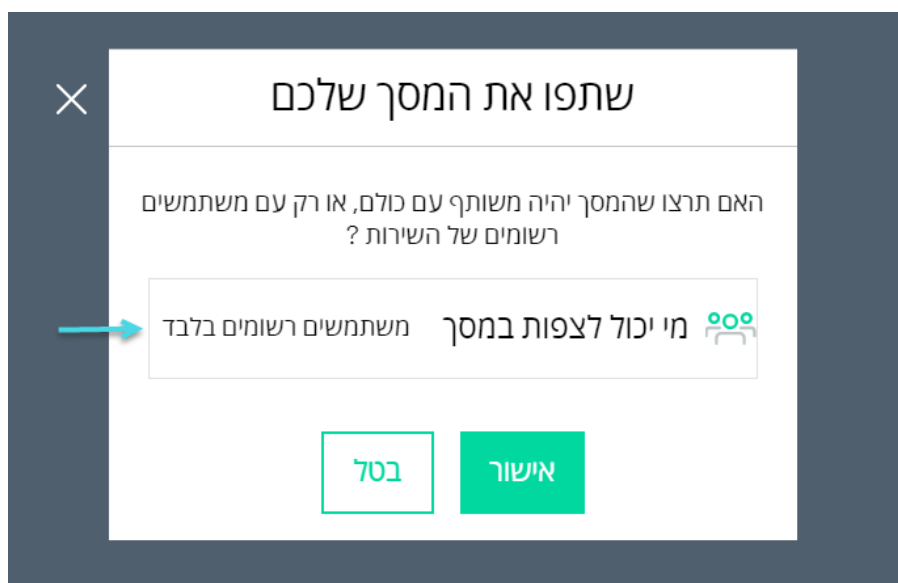 שתפו את המסך שלכם
האם תרצו שהמסך יהיה משותף עם כולם, או רק עם משתמשים
רשומים של השירות ?
מי יכול לצפות במסך משתמשים רשומים בלבד
אישור בטל